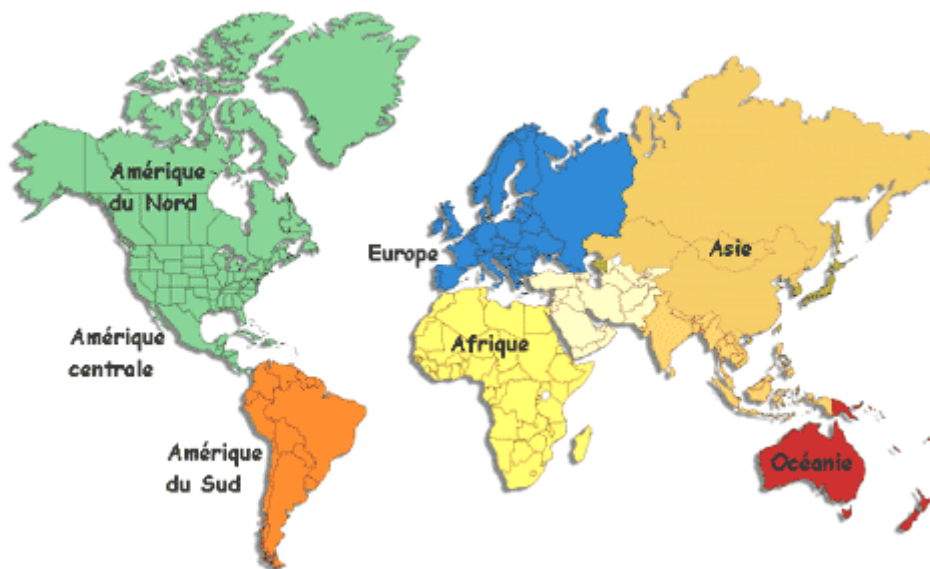 Amérique
du Nord
Europe
Asie
Amérique
centrale
Afrique
Amérique
du Sud
Océanie